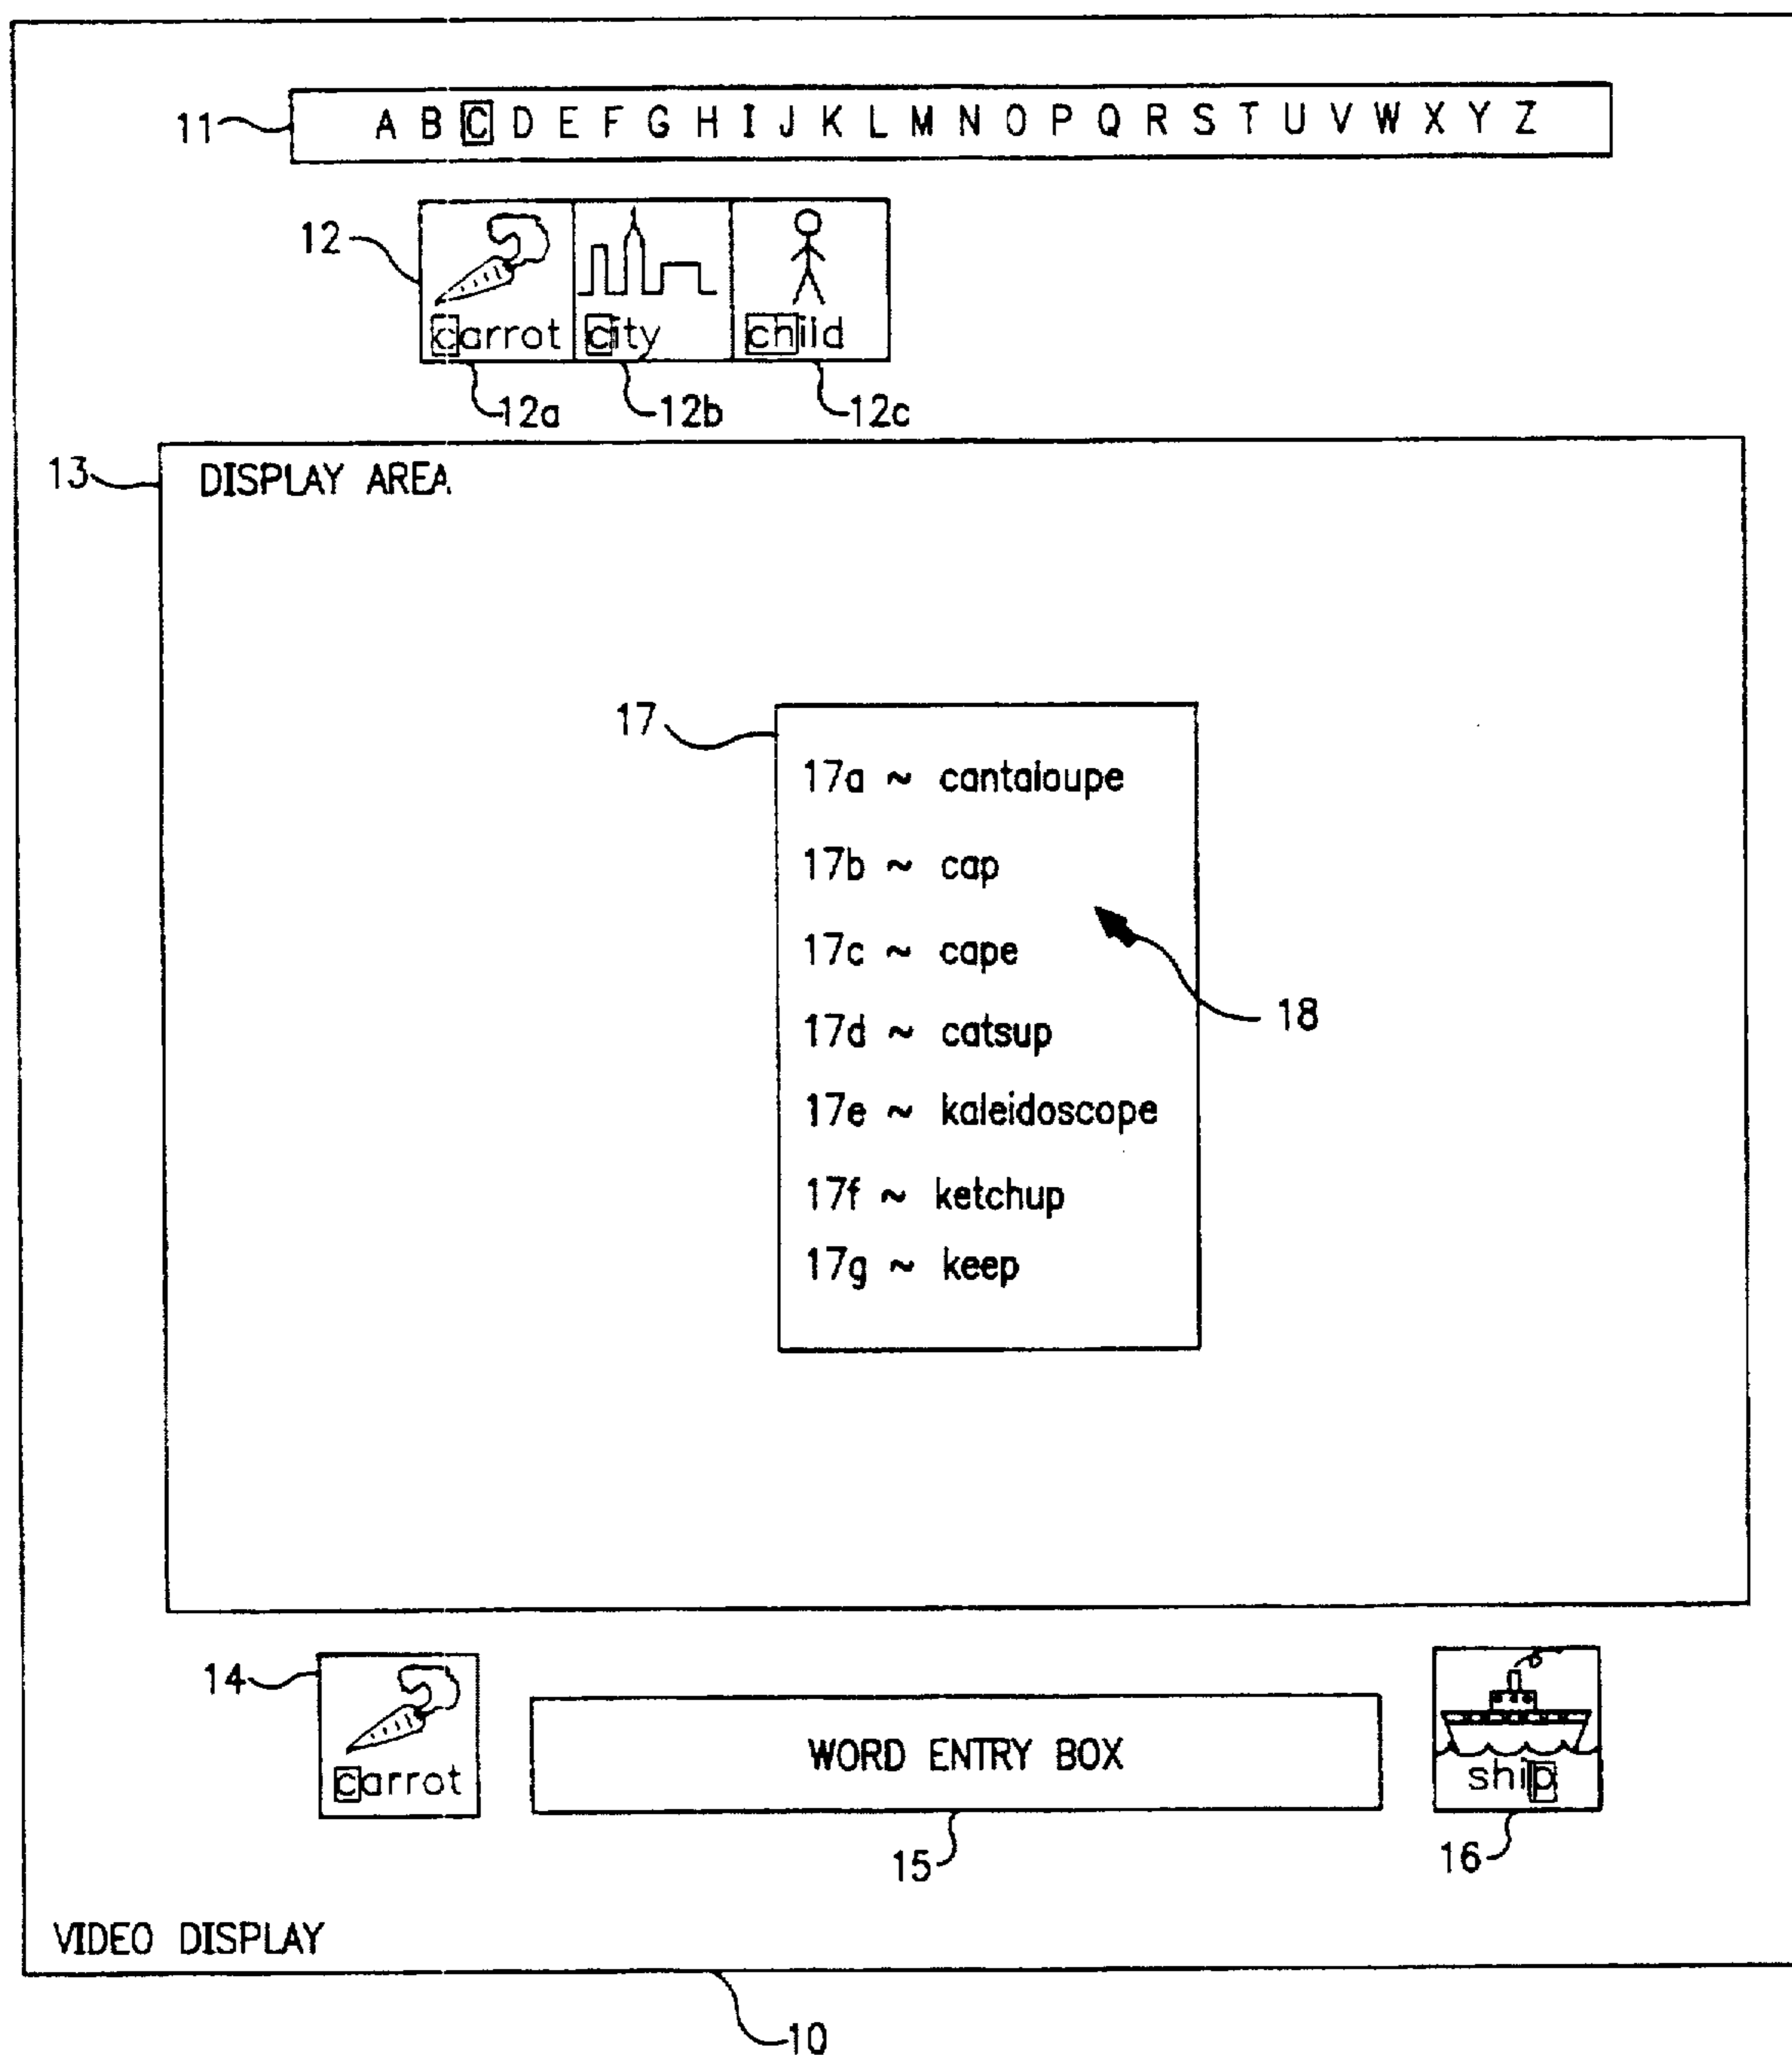 11 A B C D E F G H I J K L M N O P Q R S T U V W X Y Z
12
carrot city child
12a 12b 12c
13 DISPLAY AREA
17
17a ~ cantaloupe
17b ~ cap
17c ~ cape
18
17d ~ catsup
17e ~ kaleidoscope
17f ~ ketchup
17g ~ keep
14
carrot WORD ENTRY BOX ship
15 16
VIDEO DISPLAY
10